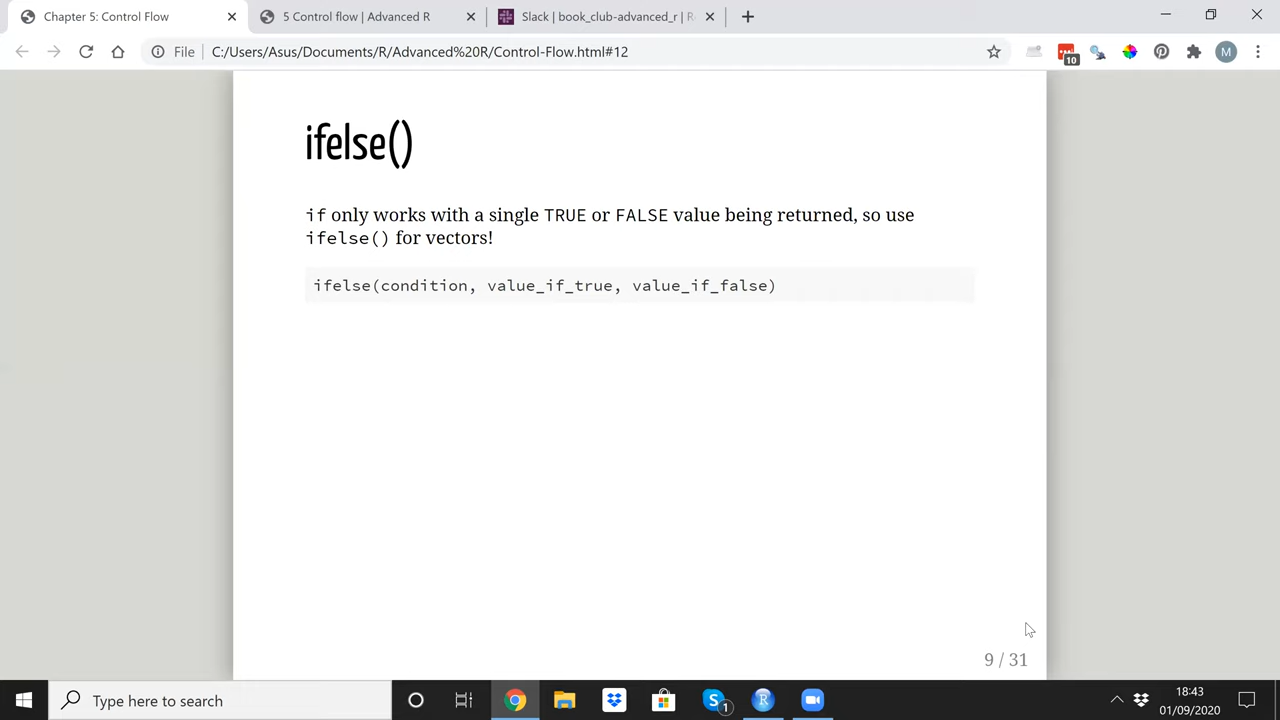 Chapter 5: Control Flow
5 Control flow | Advanced R
Slack | book_club-advanced_r | R
File
C:/Users/Asus/Documents/R/Advanced%20R/Control-Flow.html#12
10
M
ifelse()
if only works with a single TRUE or FALSE value being returned, so use
ifelse() for vectors!
ifelse(condition, value_if_true, value_if_false)
9 / 31
Type here to search
S
1
R
18:43
01/09/2020